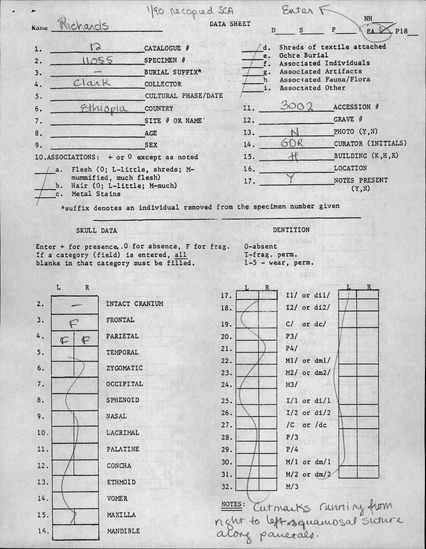 1/90 recopied SCA
Enter F
Name Richards
DATA SHEET
NH
D S P PA P18
1. 12 CATALOGUE #
2. 11055 SPECIMEN #
3. — BURIAL SUFFIX*
4. Clark COLLECTOR
5. CULTURAL PHASE/DATE
6. Ethiopia COUNTRY
7. SITE # OR NAME
8. AGE
9. SEX
10. ASSOCIATIONS: + or 0 except as noted
a. Flesh (0; L-little, shreds; M-mummified, much flesh)
b. Hair (0; L-little; M-much)
c. Metal Stains
d. Shreds of textile attached
e. Ochre Burial
f. Associated Individuals
g. Associated Artifacts
h. Associated Fauna/Flora
i. Associated Other
11. 3002 ACCESSION #
12. GRAVE #
13. N PHOTO (Y,N)
14. GDR CURATOR (INITIALS)
15. H BUILDING (K,H,R)
16. LOCATION
17. Y NOTES PRESENT (Y,N)
*suffix denotes an individual removed from the specimen number given
SKULL DATA
Enter + for presence, 0 for absence, F for frag.
If a category (field) is entered, all
blanks in that category must be filled.
L R
2. — INTACT CRANIUM
3. F FRONTAL
4. F F PARIETAL
5. TEMPORAL
6. ZYGOMATIC
7. OCCIPITAL
8. SPHENOID
9. NASAL
10. LACRIMAL
11. PALATINE
12. CONCHA
13. ETHMOID
14. VOMER
15. MAXILLA
16. MANDIBLE
DENTITION
0-absent
T-frag. perm.
1-5 - wear, perm.
L R L R
17. I1/ or di1/
18. I2/ or di2/
19. C/ or dc/
20. P3/
21. P4/
22. M1/ or dm1/
23. M2/ or dm2/
24. M3/
25. I/1 or di/1
26. I/2 or di/2
27. /C or /dc
28. P/3
29. P/4
30. M/1 or dm/1
31. M/2 or dm/2
32. M/3
NOTES: Cutmarks running from
right to left squamosal suture
along parietals.